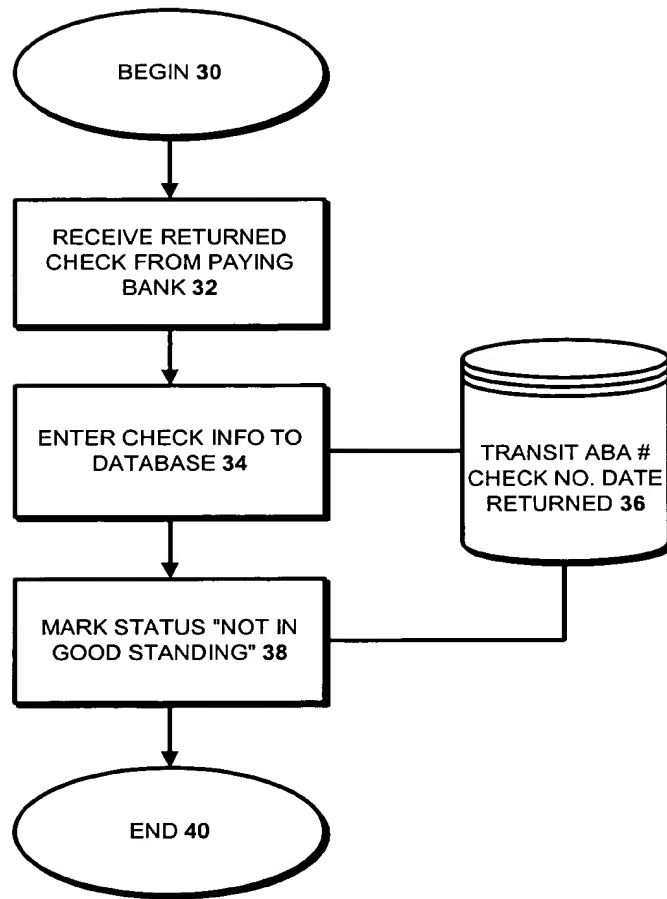 BEGIN 30
RECEIVE RETURNED
CHECK FROM PAYING
BANK 32
ENTER CHECK INFO TO
DATABASE 34
TRANSIT ABA #
CHECK NO. DATE
RETURNED 36
MARK STATUS "NOT IN
GOOD STANDING" 38
END 40